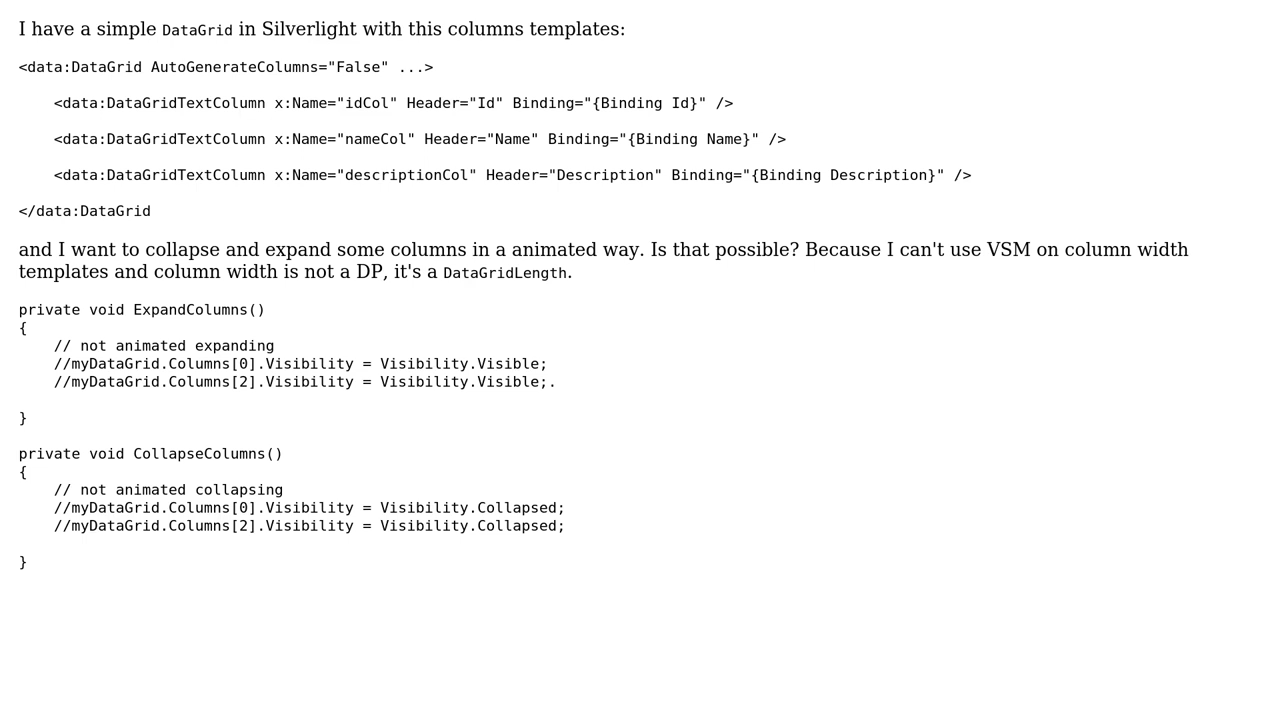 I have a simple DataGrid in Silverlight with this columns templates:
<data:DataGrid AutoGenerateColumns="False" ...>
    <data:DataGridTextColumn x:Name="idCol" Header="Id" Binding="{Binding Id}" />
    <data:DataGridTextColumn x:Name="nameCol" Header="Name" Binding="{Binding Name}" />
    <data:DataGridTextColumn x:Name="descriptionCol" Header="Description" Binding="{Binding Description}" />
</data:DataGrid
and I want to collapse and expand some columns in a animated way. Is that possible? Because I can't use VSM on column width
templates and column width is not a DP, it's a DataGridLength.
private void ExpandColumns()
{
    // not animated expanding
    //myDataGrid.Columns[0].Visibility = Visibility.Visible;
    //myDataGrid.Columns[2].Visibility = Visibility.Visible;.
}
private void CollapseColumns()
{
    // not animated collapsing
    //myDataGrid.Columns[0].Visibility = Visibility.Collapsed;
    //myDataGrid.Columns[2].Visibility = Visibility.Collapsed;
}